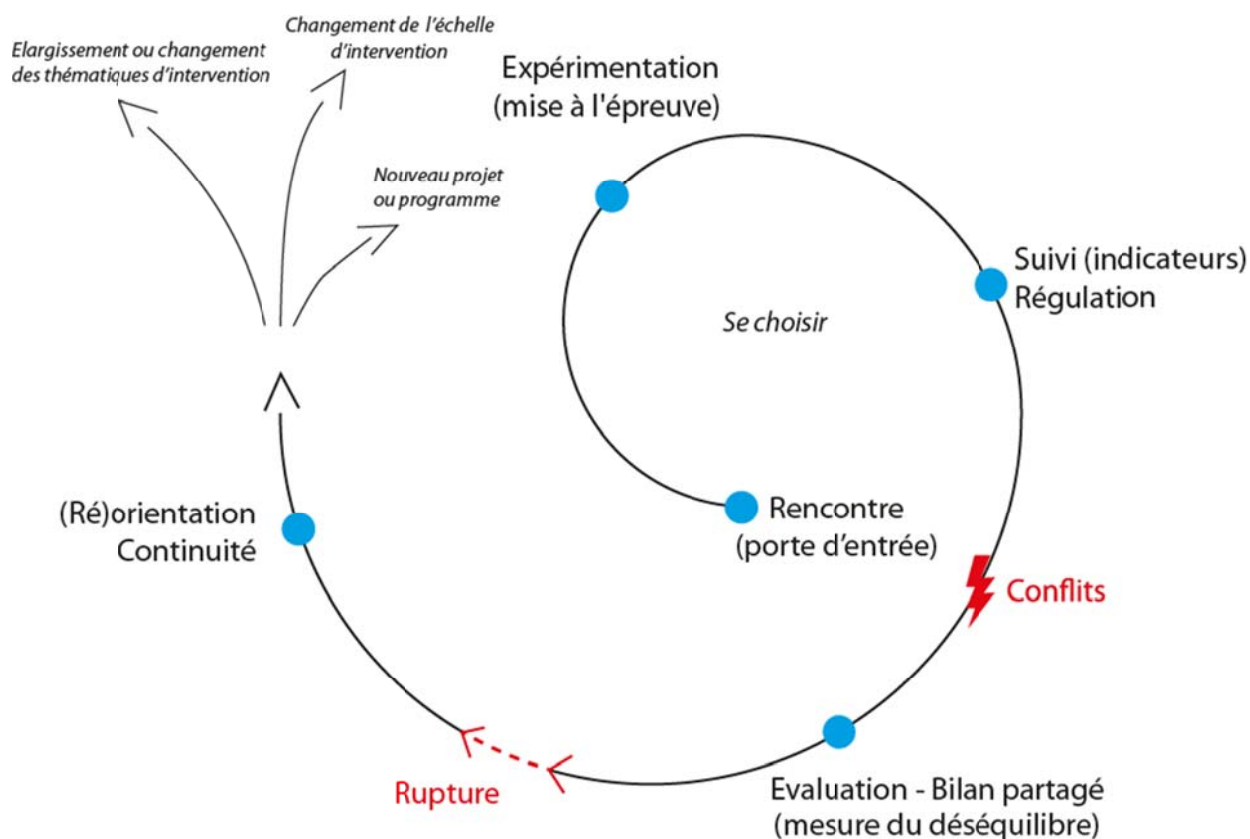 Changement de l'échelle
d'intervention
Elargissement ou changement
des thématiques d'intervention
Expérimentation
(mise à l'épreuve)
Nouveau projet
ou programme
Suivi (indicateurs)
Régulation
Se choisir
Rencontre
(porte d'entrée)
(Ré)orientation
Continuité
Conflits
Rupture
Evaluation - Bilan partagé
(mesure du déséquilibre)